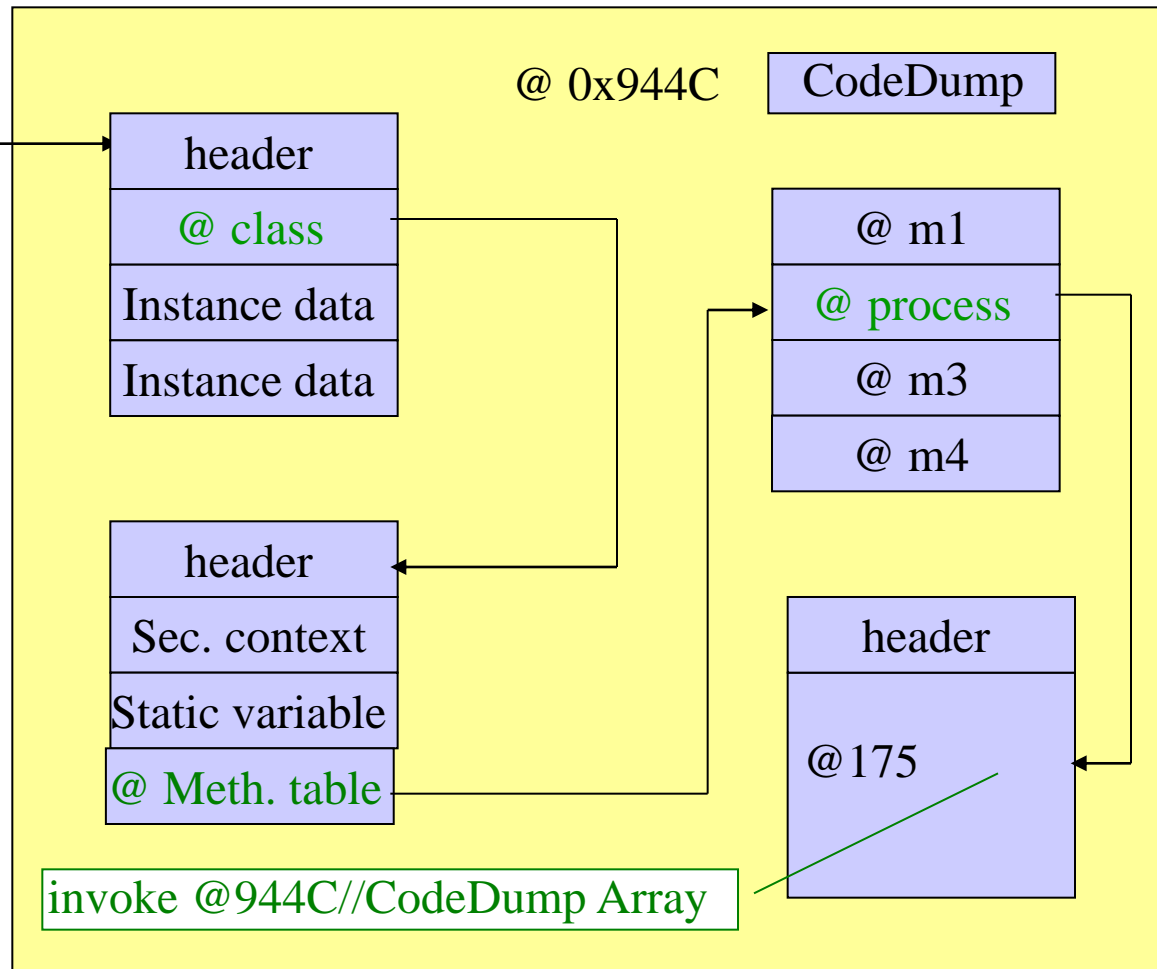 @ 0x944C
CodeDump
header
@ class
Instance data
Instance data
@ m1
@ process
@ m3
@ m4
header
Sec. context
Static variable
@ Meth. table
header
@175
invoke @944C//CodeDump Array